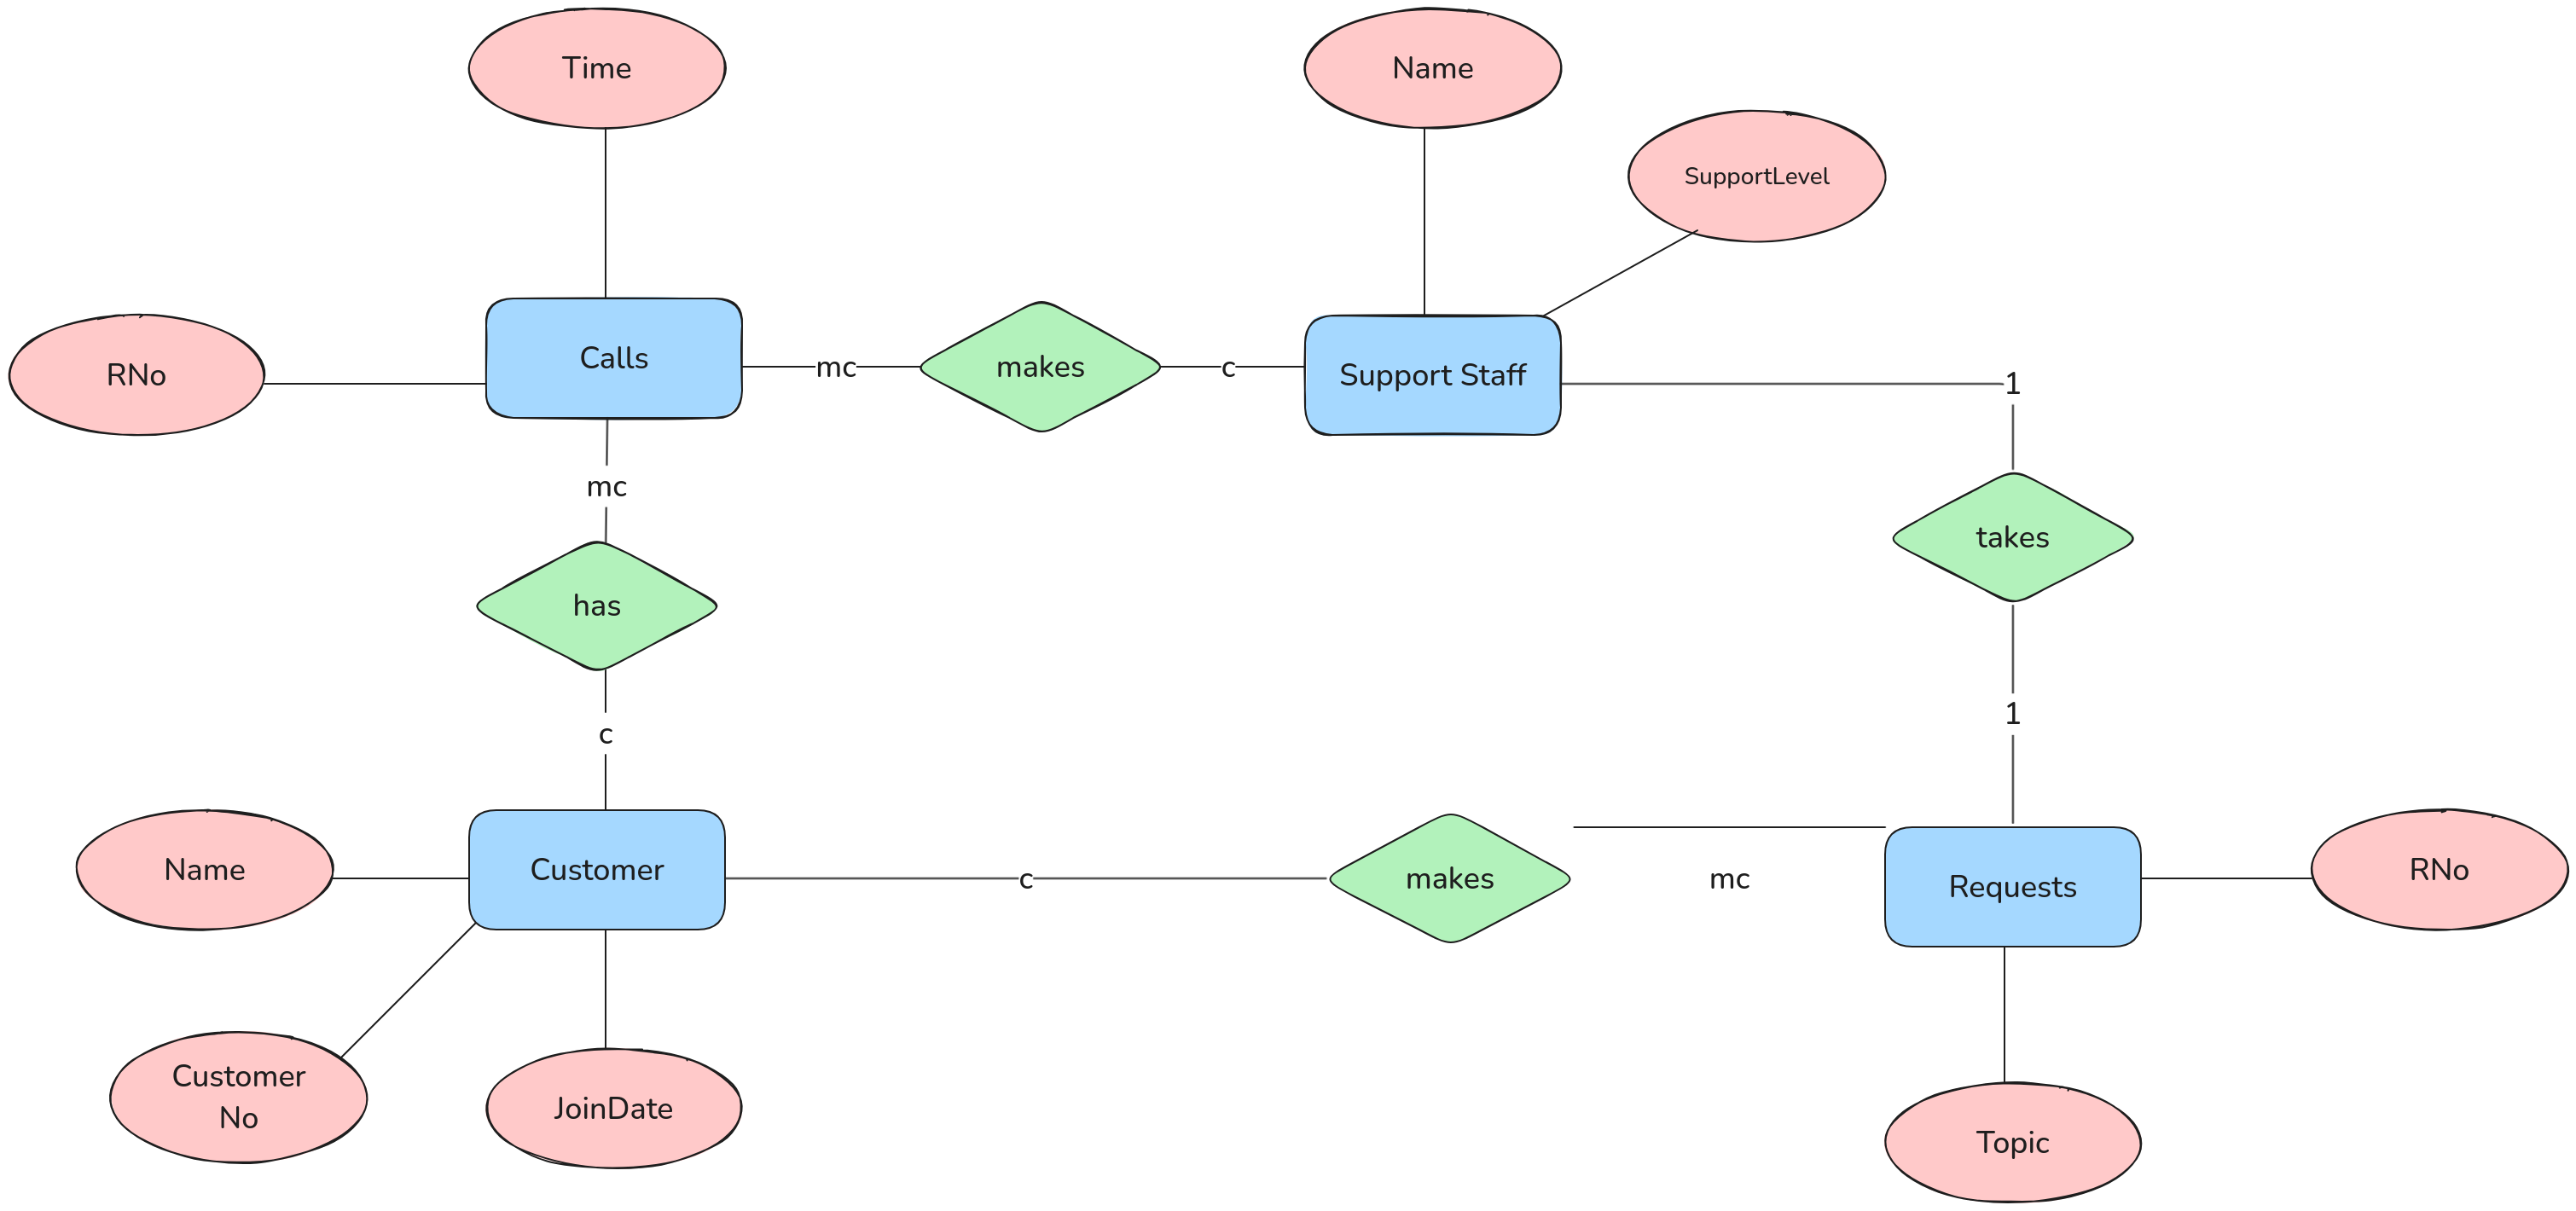 Time
Name
SupportLevel
RNo
Calls
mc
makes
c
Support Staff
1
mc
takes
has
1
c
Name
Customer
c
makes
mc
Requests
RNo
Customer
No
JoinDate
Topic